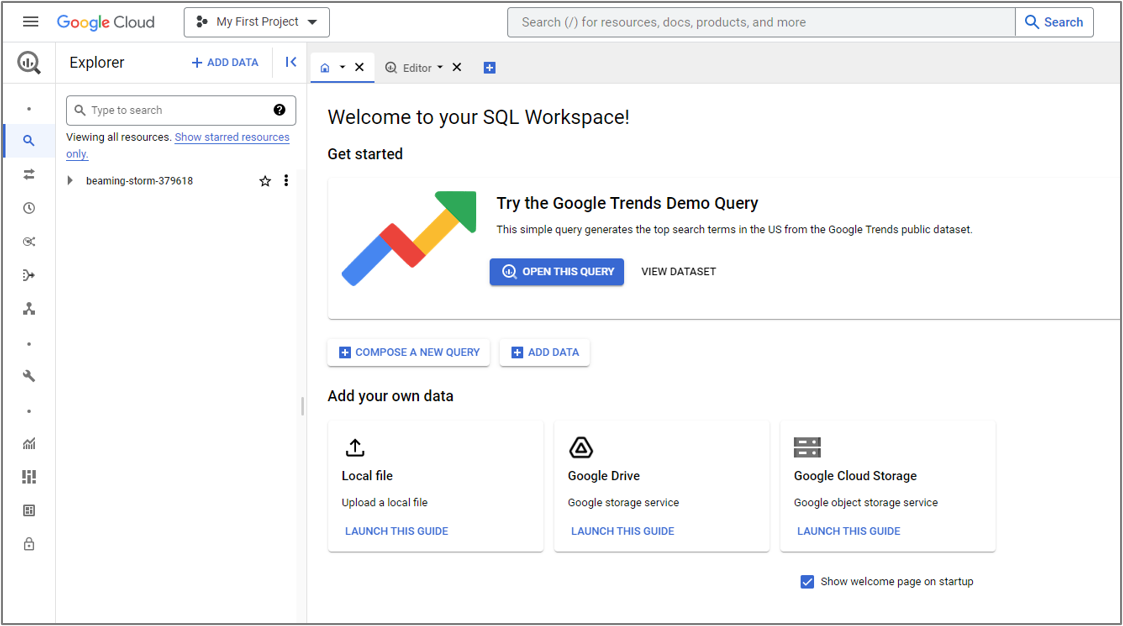 Google Cloud
My First Project
Search (/) for resources, docs, products, and more
Search
Explorer
+ ADD DATA
Editor
Type to search
Viewing all resources. Show starred resources
only.
beaming-storm-379618
Welcome to your SQL Workspace!
Get started
Try the Google Trends Demo Query
This simple query generates the top search terms in the US from the Google Trends public dataset.
OPEN THIS QUERY
VIEW DATASET
COMPOSE A NEW QUERY
ADD DATA
Add your own data
Local file
Upload a local file
LAUNCH THIS GUIDE
Google Drive
Google storage service
LAUNCH THIS GUIDE
Google Cloud Storage
Google object storage service
LAUNCH THIS GUIDE
Show welcome page on startup